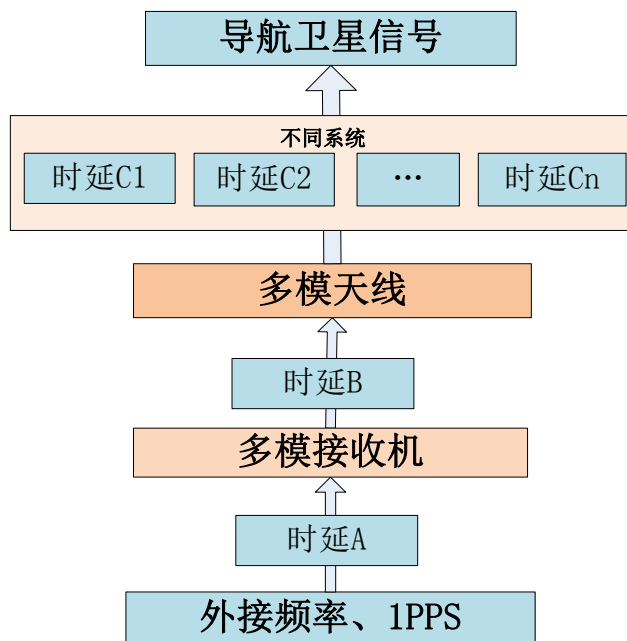 导航卫星信号
不同系统
时延C1
时延C2
…
时延Cn
多模天线
时延B
多模接收机
时延A
外接频率、1PPS